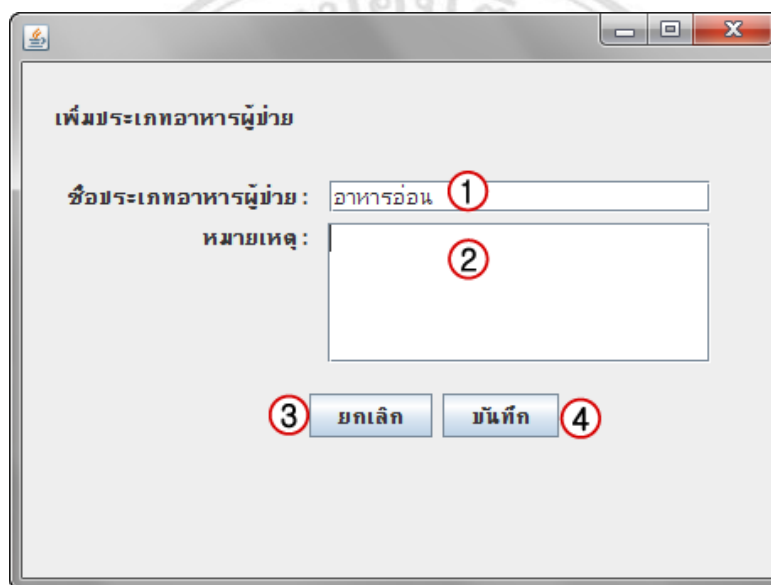 เพิ่มประเภทอาหารผู้ป่วย
ชื่อประเภทอาหารผู้ป่วย : อาหารอ่อน 1
หมายเหตุ :
2
3 ยกเลิก บันทึก 4